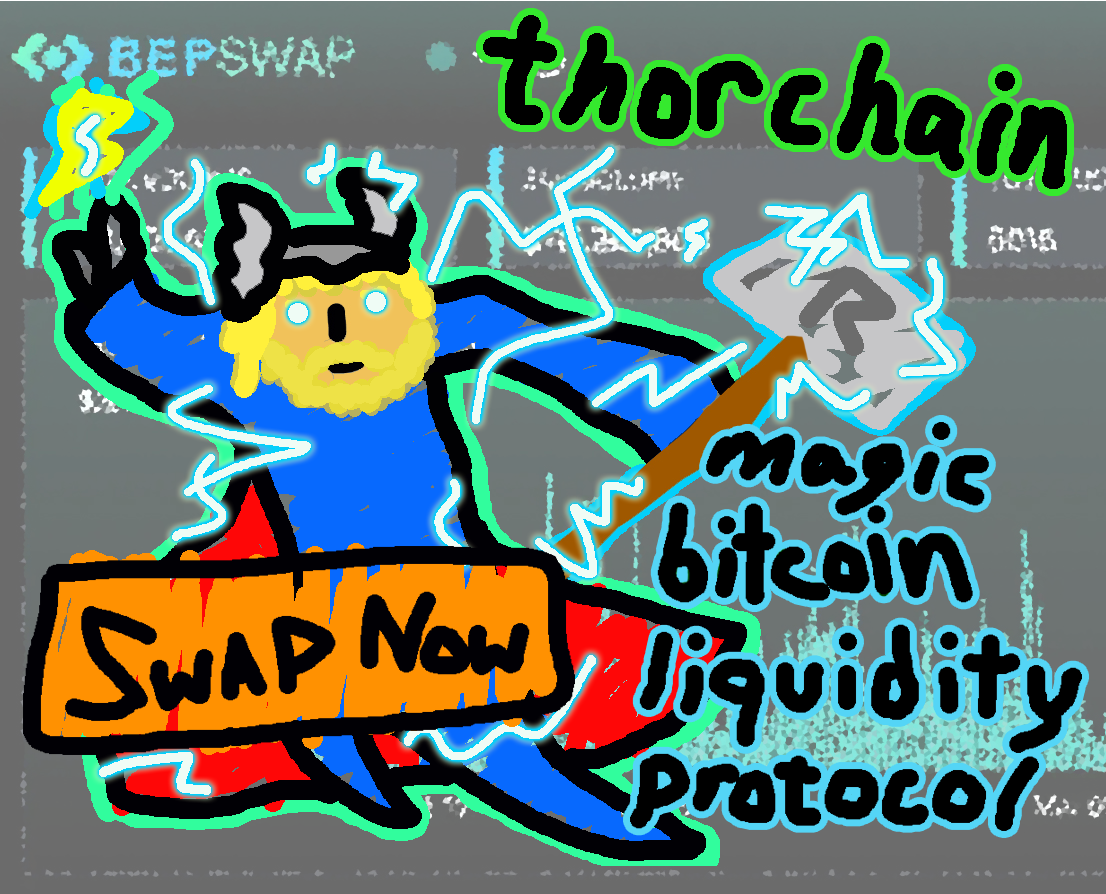 BEPSWAP
thorchain
magic
bitcoin
liquidity
protocol
SWAP NOW